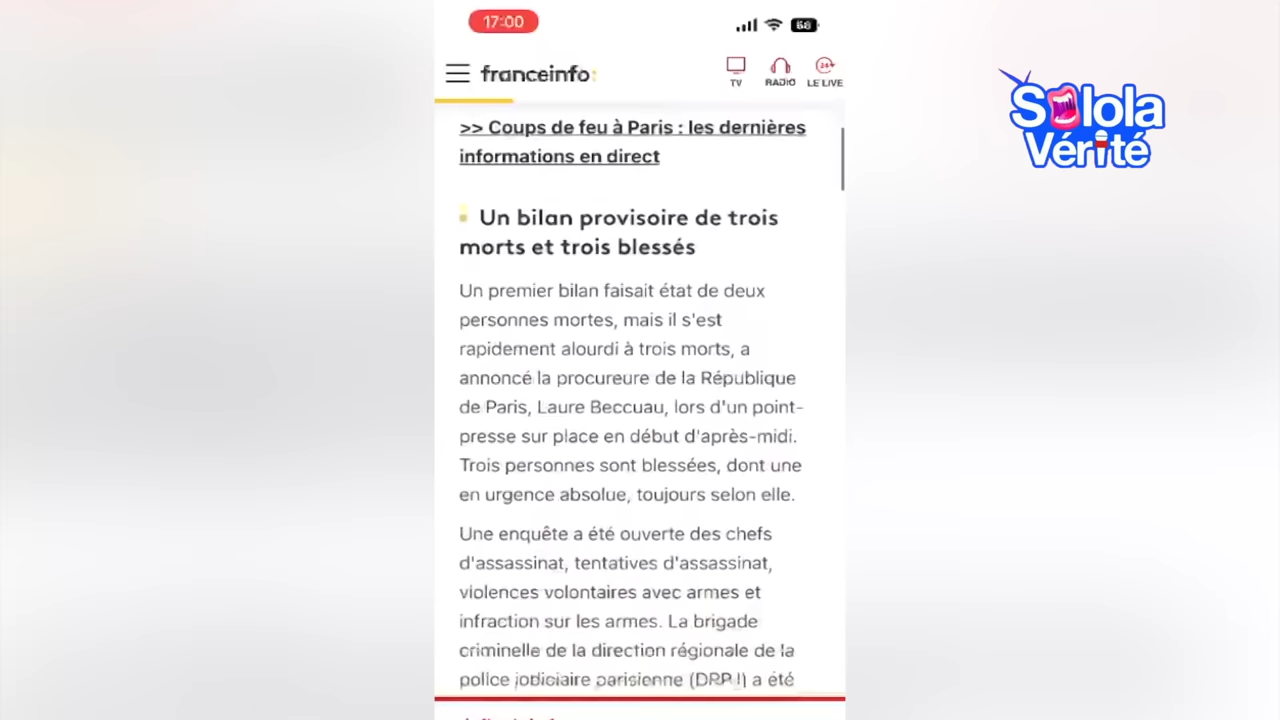 17:00
58
franceinfo:
TV
RADIO
LE LIVE
Solola
Vérité
>> Coups de feu à Paris : les dernières
informations en direct
Un bilan provisoire de trois
morts et trois blessés
Un premier bilan faisait état de deux
personnes mortes, mais il s'est
rapidement alourdi à trois morts, a
annoncé la procureure de la République
de Paris, Laure Beccuau, lors d'un point-
presse sur place en début d'après-midi.
Trois personnes sont blessées, dont une
en urgence absolue, toujours selon elle.
Une enquête a été ouverte des chefs
d'assassinat, tentatives d'assassinat,
violences volontaires avec armes et
infraction sur les armes. La brigade
criminelle de la direction régionale de la
police judiciaire parisienne (DRPJ) a été